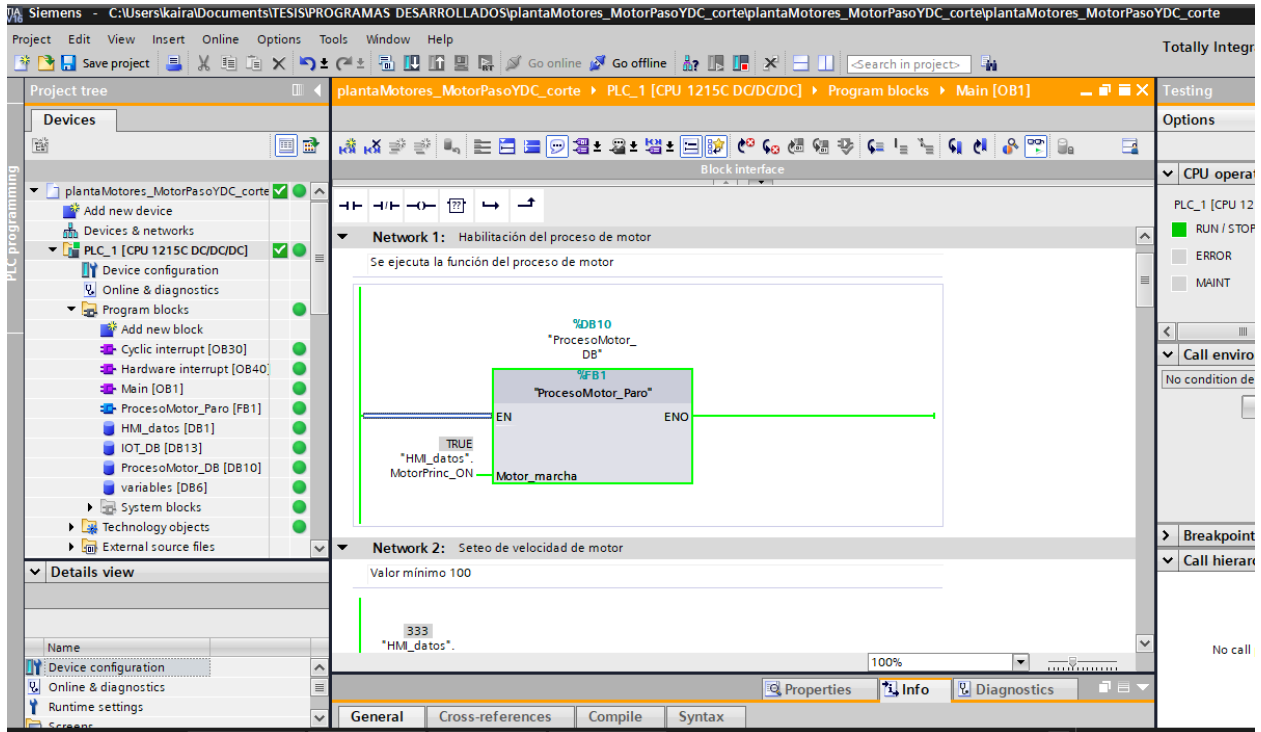 Siemens - C:\Users\kaira\Documents\TESIS\PROGRAMAS DESARROLLADOS\plantaMotores_MotorPasoYDC_corte\plantaMotores_MotorPasoYDC_corte\plantaMotores_MotorPasoYDC_corte
Project Edit View Insert Online Options Tools Window Help
Totally Integr
Save project Go online Go offline <Search in project>
Project tree
plantaMotores_MotorPasoYDC_corte PLC_1 [CPU 1215C DC/DC/DC] Program blocks Main [OB1]
Testing
Devices
Options
PLC programming
Block interface
CPU operat
plantaMotores_MotorPasoYDC_corte
Add new device
Devices & networks
PLC_1 [CPU 1215C DC/DC/DC]
Device configuration
Online & diagnostics
Program blocks
Add new block
Cyclic interrupt [OB30]
Hardware interrupt [OB40]
Main [OB1]
ProcesoMotor_Paro [FB1]
HMI_datos [DB1]
IOT_DB [DB13]
ProcesoMotor_DB [DB10]
variables [DB6]
System blocks
Technology objects
External source files
Details view
Name
Device configuration
Online & diagnostics
Runtime settings
Screens
??
Network 1: Habilitación del proceso de motor
Se ejecuta la función del proceso de motor
%DB10
"ProcesoMotor_
DB"
%FB1
"ProcesoMotor_Paro"
EN ENO
TRUE
"HMI_datos".
MotorPrinc_ON Motor_marcha
Network 2: Seteo de velocidad de motor
Valor mínimo 100
333
"HMI_datos".
100%
Properties Info Diagnostics
General Cross-references Compile Syntax
PLC_1 [CPU 12
RUN / STOP
ERROR
MAINT
Call enviro
No condition de
Breakpoint
Call hierar
No call